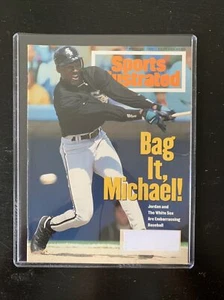 Sports
Illustrated
Bag
It,
Michael!
Jordan and
The White Sox
Are Embarrassing
Baseball